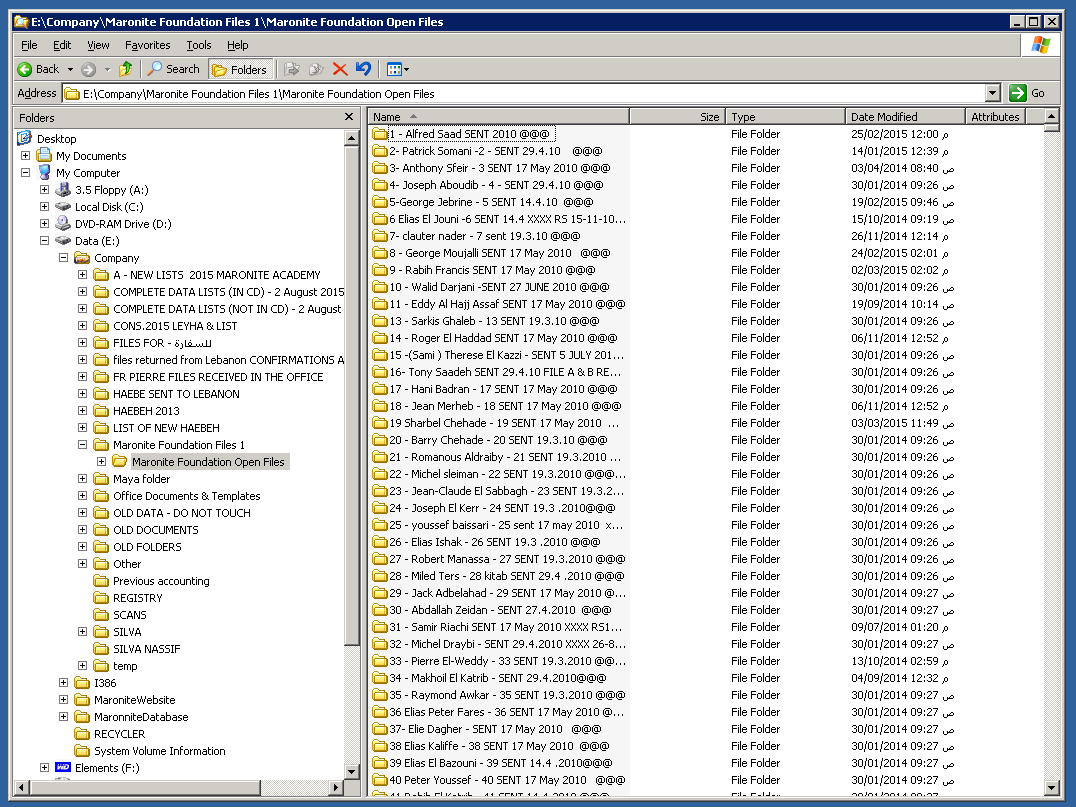 E:\Company\Maronite Foundation Files 1\Maronite Foundation Open Files
File Edit View Favorites Tools Help
Back Search Folders
Address E:\Company\Maronite Foundation Files 1\Maronite Foundation Open Files Go
Folders
Desktop
My Documents
My Computer
3.5 Floppy (A:)
Local Disk (C:)
DVD-RAM Drive (D:)
Data (E:)
Company
A - NEW LISTS 2015 MARONITE ACADEMY
COMPLETE DATA LISTS (IN CD) - 2 August 2015
COMPLETE DATA LISTS (NOT IN CD) - 2 August
CONS.2015 LEYHA & LIST
FILES FOR - للسفارة
files returned from Lebanon CONFIRMATIONS A
FR PIERRE FILES RECEIVED IN THE OFFICE
HAEBE SENT TO LEBANON
HAEBEH 2013
LIST OF NEW HAEBEH
Maronite Foundation Files 1
Maronite Foundation Open Files
Maya folder
Office Documents & Templates
OLD DATA - DO NOT TOUCH
OLD DOCUMENTS
OLD FOLDERS
Other
Previous accounting
REGISTRY
SCANS
SILVA
SILVA NASSIF
temp
I386
MaroniteWebsite
MaronniteDatabase
RECYCLER
System Volume Information
Elements (F:)
Name Size Type Date Modified Attributes
1 - Alfred Saad SENT 2010 @@@ File Folder 25/02/2015 12:00 م
2- Patrick Somani -2 - SENT 29.4.10 @@@ File Folder 14/01/2015 12:39 م
3- Anthony Sfeir - 3 SENT 17 May 2010 @@@ File Folder 03/04/2014 08:40 ص
4- Joseph Aboudib - 4 - SENT 29.4.10 @@@ File Folder 30/01/2014 09:26 ص
5-George Jebrine - 5 SENT 14.4.10 @@@ File Folder 19/02/2015 09:46 ص
6 Elias El Jouni -6 SENT 14.4 XXXX RS 15-11-10... File Folder 15/10/2014 09:19 ص
7- clauter nader - 7 sent 19.3.10 @@@ File Folder 26/11/2014 12:14 م
8 - George Moujalli SENT 17 May 2010 @@@ File Folder 24/02/2015 02:01 م
9 - Rabih Francis SENT 17 May 2010 @@@ File Folder 02/03/2015 02:02 م
10 - Walid Darjani -SENT 27 JUNE 2010 @@@ File Folder 30/01/2014 09:26 ص
11 - Eddy Al Hajj Assaf SENT 17 May 2010 @@@ File Folder 19/09/2014 10:14 ص
13 - Sarkis Ghaleb - 13 SENT 19.3.10 @@@ File Folder 30/01/2014 09:26 ص
14 - Roger El Haddad SENT 17 May 2010 @@@ File Folder 06/11/2014 12:52 م
15 -(Sami ) Therese El Kazzi - SENT 5 JULY 201... File Folder 30/01/2014 09:26 ص
16- Tony Saadeh SENT 29.4.10 FILE A & B RE... File Folder 30/01/2014 09:26 ص
17 - Hani Badran - 17 SENT 17 May 2010 @@@ File Folder 30/01/2014 09:26 ص
18 - Jean Merheb - 18 SENT 17 May 2010 @@@ File Folder 06/11/2014 12:52 م
19 Sharbel Chehade - 19 SENT 17 May 2010 ... File Folder 03/03/2015 11:49 ص
20 - Barry Chehade - 20 SENT 19.3.10 @@@ File Folder 30/01/2014 09:26 ص
21 - Romanous Aldraiby - 21 SENT 19.3.2010 ... File Folder 30/01/2014 09:26 ص
22 - Michel sleiman - 22 SENT 19.3.2010 @@@... File Folder 30/01/2014 09:26 ص
23 - Jean-Claude El Sabbagh - 23 SENT 19.3.2... File Folder 30/01/2014 09:26 ص
24 - Joseph El Kerr - 24 SENT 19.3 .2010@@@ File Folder 30/01/2014 09:26 ص
25 - youssef baissari - 25 sent 17 may 2010 x... File Folder 30/01/2014 09:26 ص
26 - Elias Ishak - 26 SENT 19.3 .2010 @@@ File Folder 30/01/2014 09:26 ص
27 - Robert Manassa - 27 SENT 19.3.2010 @@@ File Folder 30/01/2014 09:26 ص
28 - Miled Ters - 28 kitab SENT 29.4 .2010 @@@ File Folder 30/01/2014 09:26 ص
29 - Jack Adbelahad - 29 SENT 17 May 2010 @... File Folder 30/01/2014 09:27 ص
30 - Abdallah Zeidan - SENT 27.4.2010 @@@ File Folder 30/01/2014 09:27 ص
31 - Samir Riachi SENT 17 May 2010 XXXX RS1... File Folder 09/07/2014 01:20 م
32 - Michel Draybi - SENT 29.4.2010 XXXX 26-8... File Folder 30/01/2014 09:27 ص
33 - Pierre El-Weddy - 33 SENT 19.3.2010 @@... File Folder 13/10/2014 02:59 م
34 - Makhoil El Katrib - SENT 29.4.2010@@@ File Folder 04/09/2014 12:32 م
35 - Raymond Awkar - 35 SENT 19.3.2010 @@@ File Folder 30/01/2014 09:27 ص
36 Elias Peter Fares - 36 SENT 17 May 2010 @... File Folder 30/01/2014 09:27 ص
37- Elie Dagher - SENT 17 May 2010 @@@ File Folder 30/01/2014 09:27 ص
38 Elias Kaliffe - 38 SENT 17 May 2010 @@@ File Folder 30/01/2014 09:27 ص
39 Elias El Bazouni - 39 SENT 14.4 .2010@@@ File Folder 30/01/2014 09:27 ص
40 Peter Youssef - 40 SENT 17 May 2010 @@@ File Folder 30/01/2014 09:27 ص